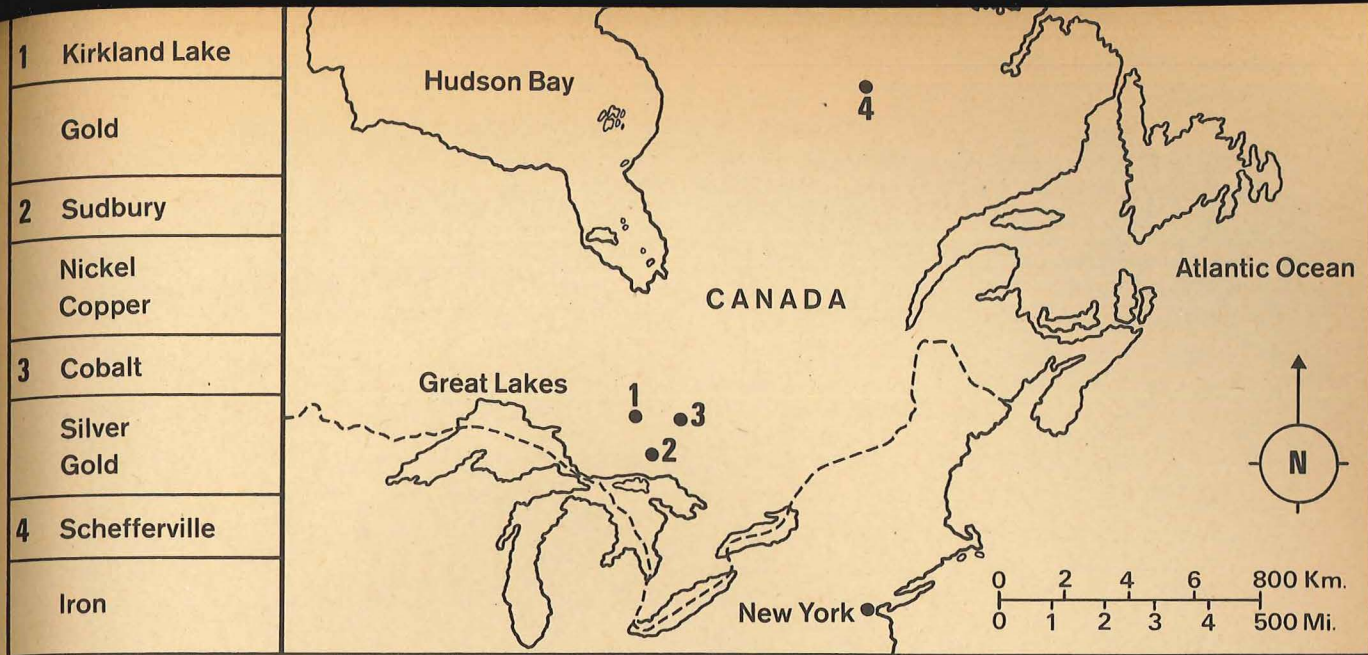 1 Kirkland Lake
Gold
2 Sudbury
Nickel
Copper
3 Cobalt
Silver
Gold
4 Schefferville
Iron
Hudson Bay
4
Atlantic Ocean
CANADA
Great Lakes
1
3
2
N
New York
0 2 4 6 800 Km.
0 1 2 3 4 500 Mi.